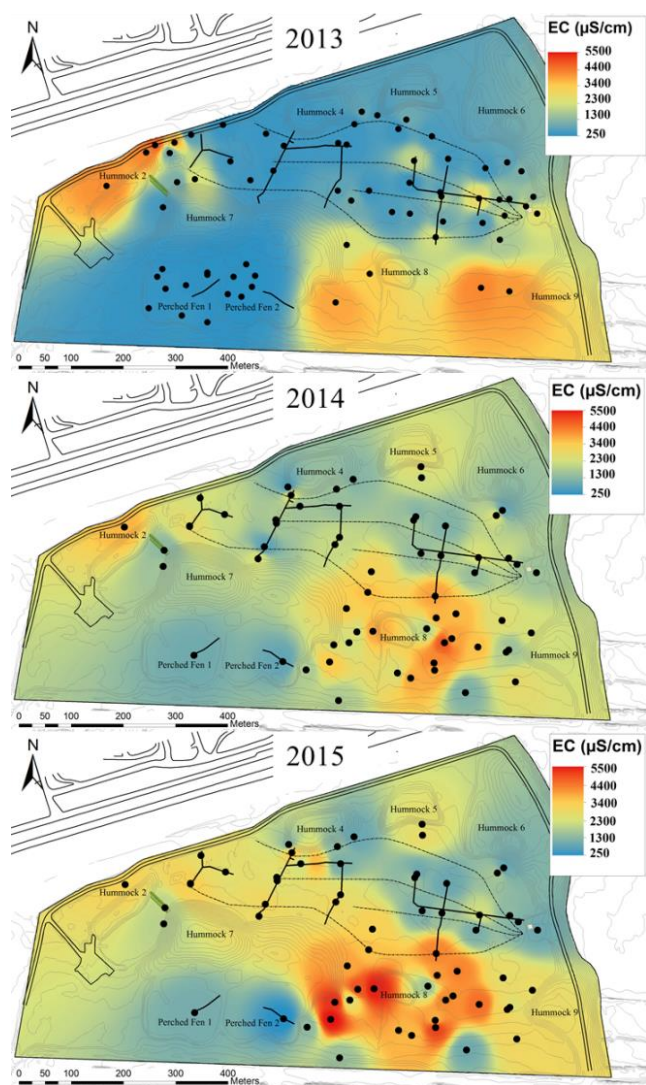 2013
N
EC (µS/cm)
5500
4400
2300
1300
250
Hummock 4
Hummock 5
Hummock 6
Hummock 2
Hummock 7
Hummock 8
Perched Fen 1
Perched Fen 2
Hummock 9
0 50 100 200 300 400
Meters
2014
N
EC (µS/cm)
5500
4400
3400
2300
1300
250
Hummock 4
Hummock 5
Hummock 6
Hummock 2
Hummock 7
Hummock 8
Perched Fen 1
Perched Fen 2
Hummock 9
0 50 100 200 300 400
Meters
2015
N
EC (µS/cm)
5500
4400
3400
2300
1300
250
Hummock 4
Hummock 5
Hummock 6
Hummock 2
Hummock 7
Hummock 8
Perched Fen 1
Perched Fen 2
Hummock 9
0 50 100 200 300 400
Meters